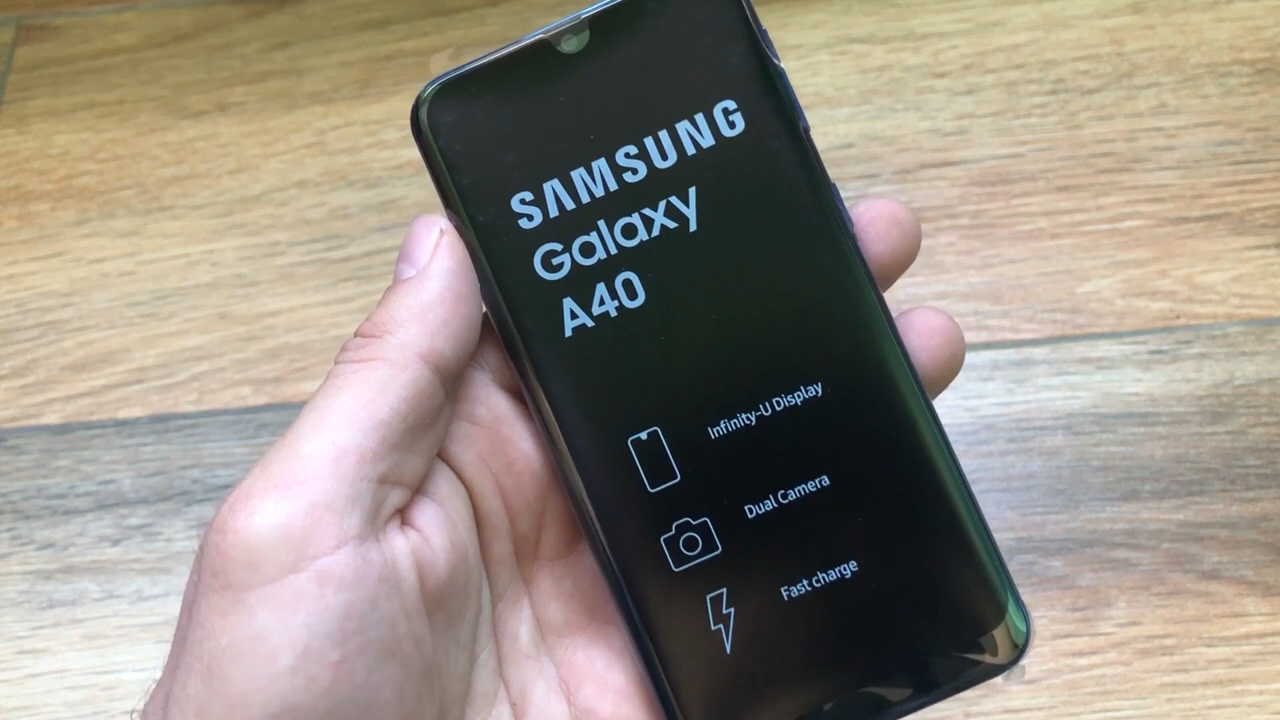 SAMSUNG
Galaxy
A40
Infinity-U Display
Dual Camera
Fast charge